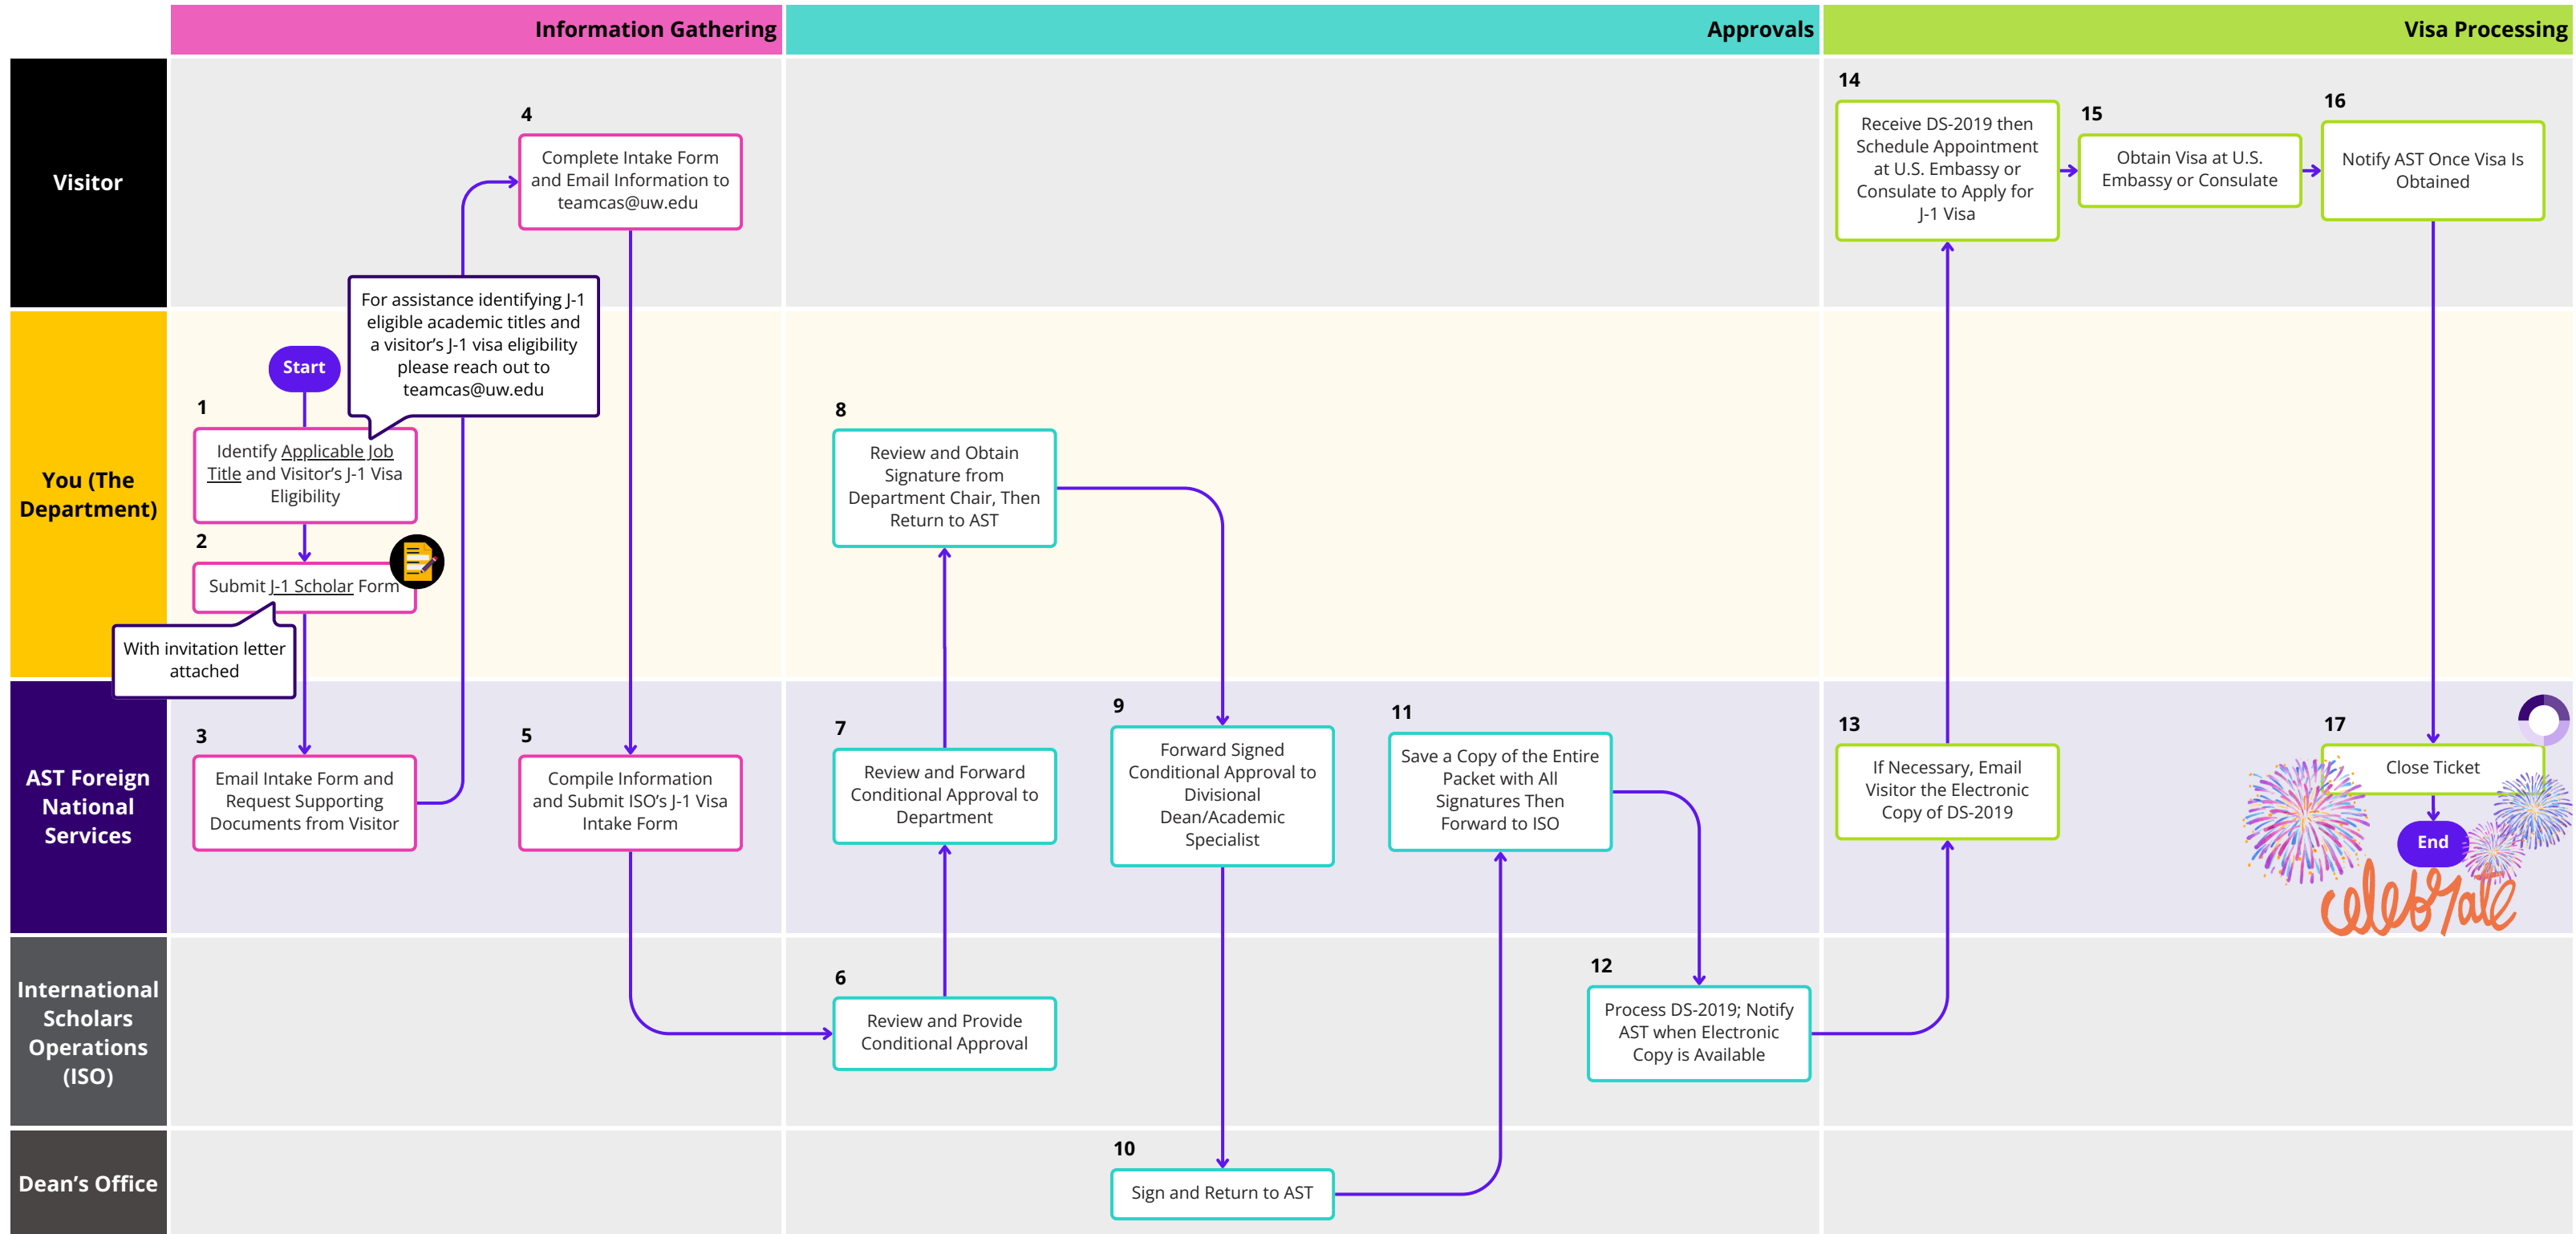 Information Gathering
Approvals
Visa Processing
Visitor
4
Complete Intake Form
and Email Information to
teamcas@uw.edu
14
Receive DS-2019 then
Schedule Appointment
at U.S. Embassy or
Consulate to Apply for
J-1 Visa
15
Obtain Visa at U.S.
Embassy or Consulate
16
Notify AST Once Visa Is
Obtained
You (The
Department)
Start
For assistance identifying J-1
eligible academic titles and
a visitor's J-1 visa eligibility
please reach out to
teamcas@uw.edu
1
Identify Applicable Job
Title and Visitor's J-1 Visa
Eligibility
2
Submit J-1 Scholar Form
With invitation letter
attached
8
Review and Obtain
Signature from
Department Chair, Then
Return to AST
AST Foreign
National
Services
3
Email Intake Form and
Request Supporting
Documents from Visitor
5
Compile Information
and Submit ISO's J-1 Visa
Intake Form
7
Review and Forward
Conditional Approval to
Department
9
Forward Signed
Conditional Approval to
Divisional
Dean/Academic
Specialist
11
Save a Copy of the Entire
Packet with All
Signatures Then
Forward to ISO
13
If Necessary, Email
Visitor the Electronic
Copy of DS-2019
17
Close Ticket
End
celebrate
International
Scholars
Operations
(ISO)
6
Review and Provide
Conditional Approval
12
Process DS-2019; Notify
AST when Electronic
Copy is Available
Dean's Office
10
Sign and Return to AST